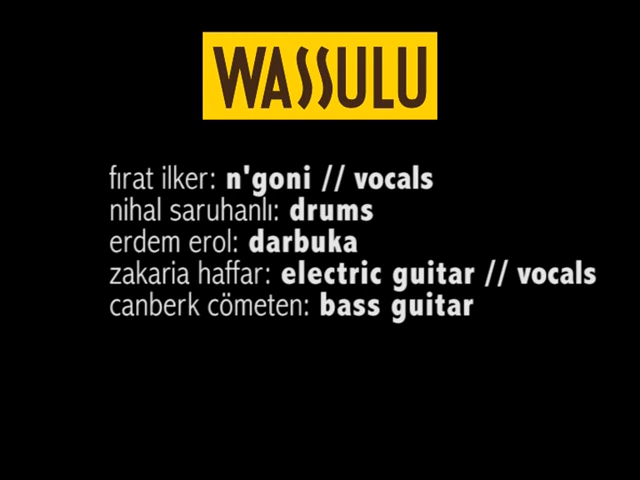 WASSULU
fırat ilker: n'goni // vocals
nihal saruhanlı: drums
erdem erol: darbuka
zakaria haffar: electric guitar // vocals
canberk cömeten: bass guitar